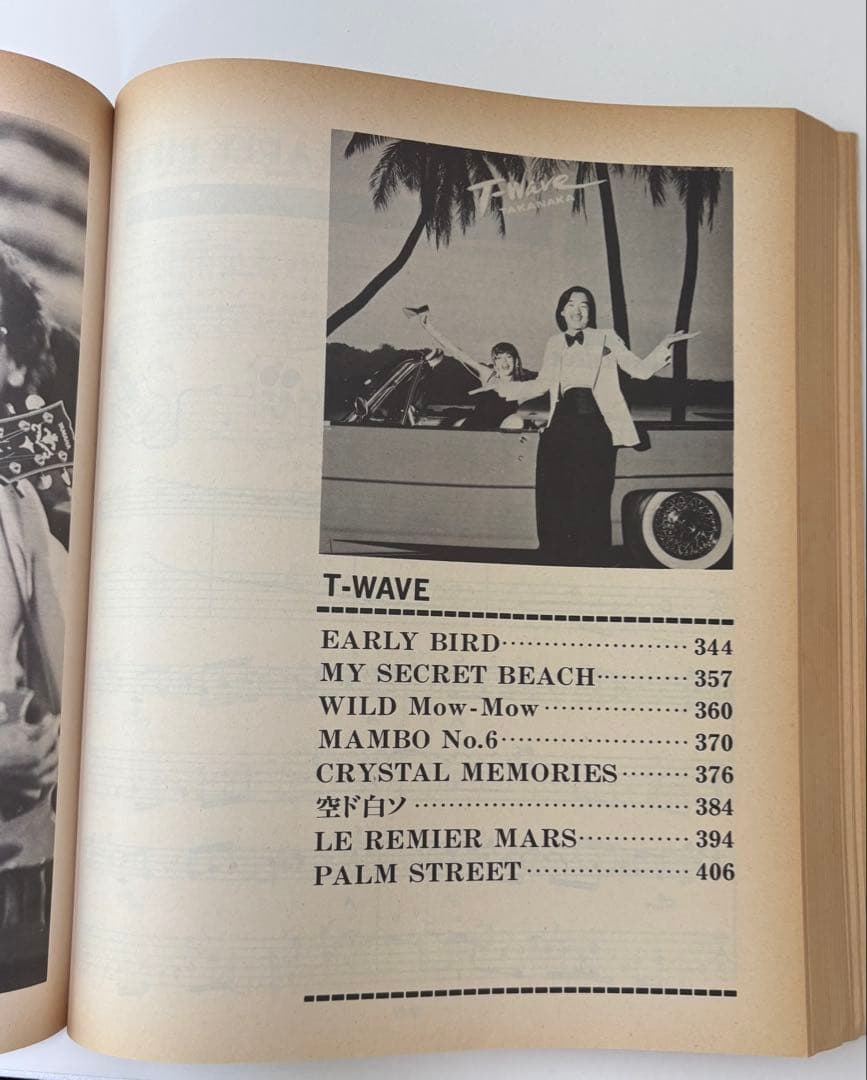 T-Wave
TAKANAKA
YAMAHA
T-WAVE
EARLY BIRD 344
MY SECRET BEACH 357
WILD Mow-Mow 360
MAMBO No.6 370
CRYSTAL MEMORIES 376
空ド白ソ 384
LE REMIER MARS 394
PALM STREET 406